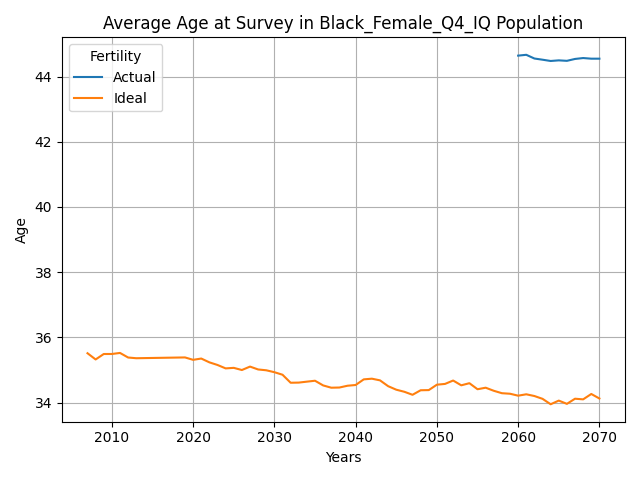 Average Age at Survey in Black_Female_Q4_IQ Population
Fertility
Actual
Ideal
Age
44
42
40
38
36
34
2010
2020
2030
2040
2050
2060
2070
Years